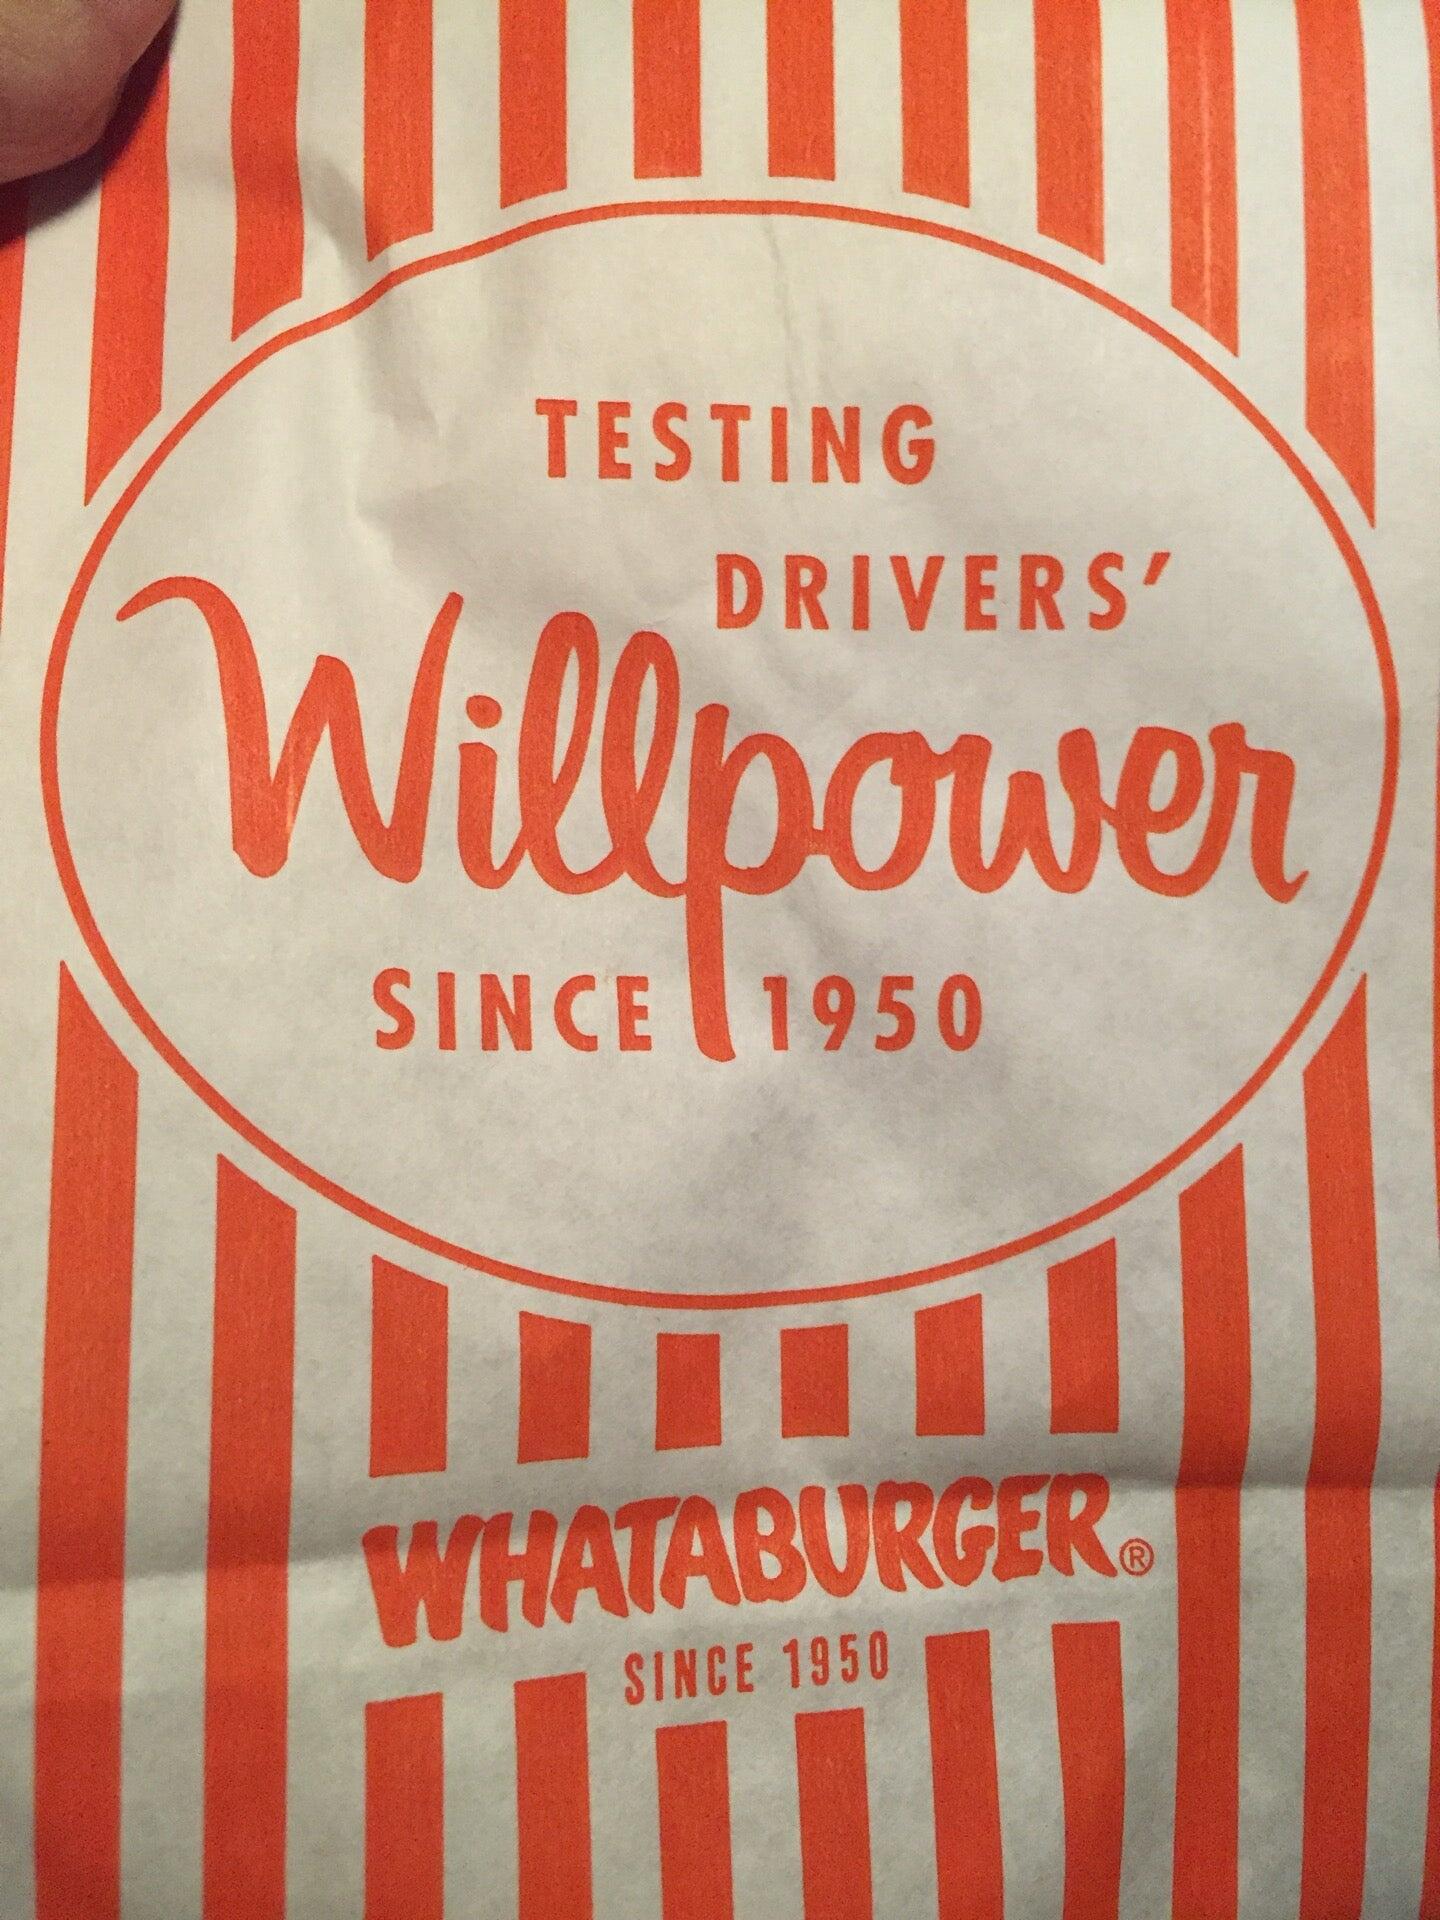 TESTING
DRIVERS'
Willpower
SINCE 1950
WHATABURGER®
SINCE 1950